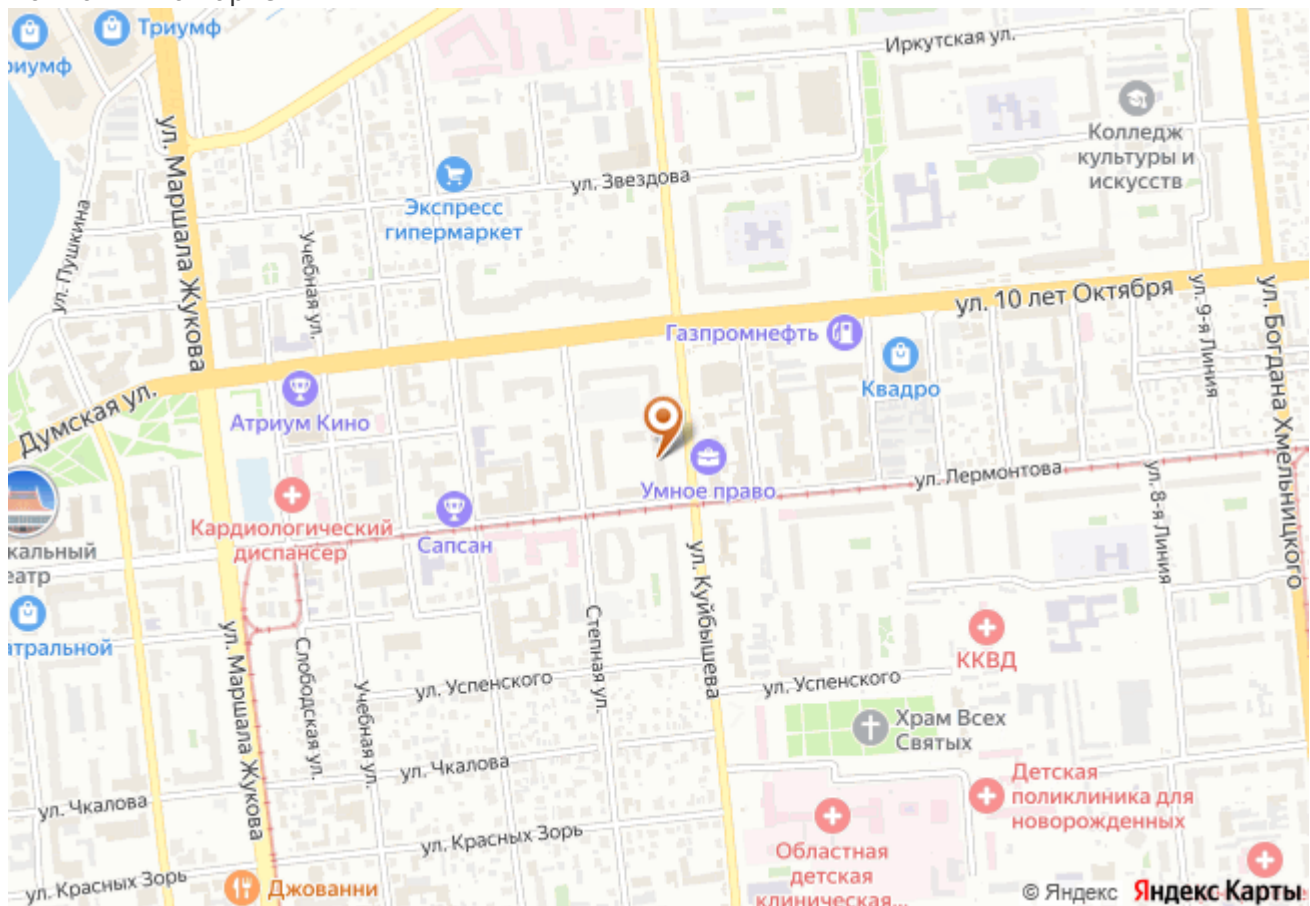 Триумф
риумф
Иркутская ул.
Колледж
культуры и
искусств
ул. Маршала Жукова
ул. Звездова
Экспресс
гипермаркет
ул. Пушкина
Учебная ул.
ул. 10 лет Октября
ул. 9-я Линия
ул. Богдана Хмельницкого
Газпромнефть
Квадро
Думская ул.
Атриум Кино
Умное право
ул. Лермонтова
ул. 8-я Линия
Кардиологический
диспансер
Сапсан
кальный
еатр
атральной
ул. Маршала Жукова
Слободская ул.
Учебная ул.
Степная ул.
ул. Куйбышева
ККВД
ул. Успенского
ул. Успенского
Храм Всех
Святых
ул. Чкалова
ул. Чкалова
Детская
поликлиника для
новорожденных
ул. Красных Зорь
ул. Красных Зорь
Областная
детская
клиническая...
Джованни
© Яндекс Яндекс Карты